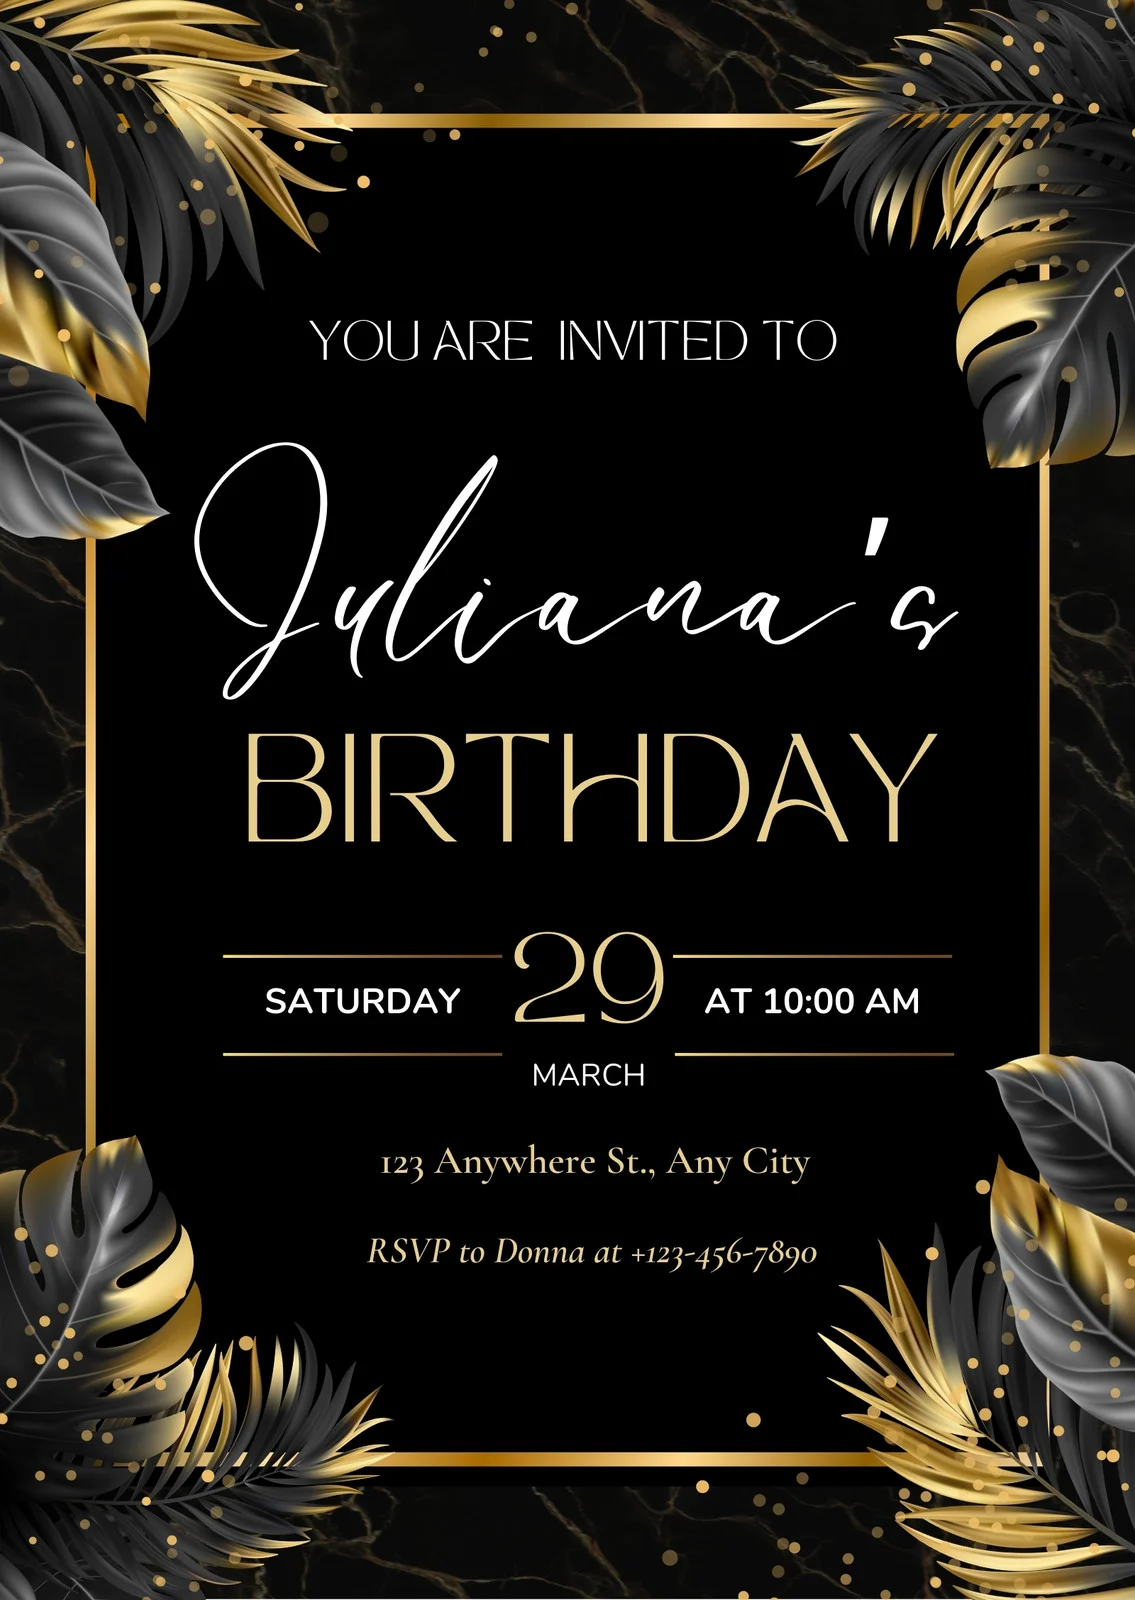 YOU ARE INVITED TO
Juliana's
BIRTHDAY
SATURDAY 29 AT 10:00 AM
MARCH
123 Anywhere St., Any City
RSVP to Donna at +123-456-7890